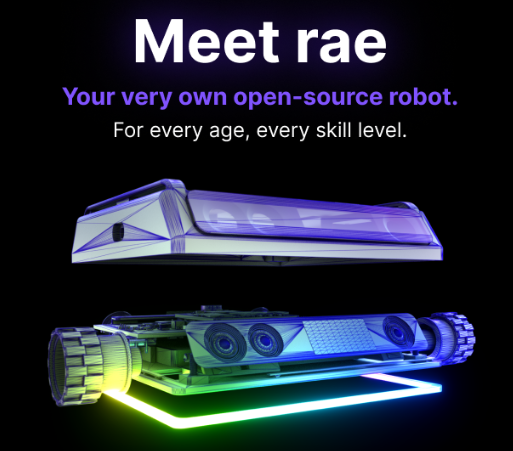 Meet rae
Your very own open-source robot.
For every age, every skill level.